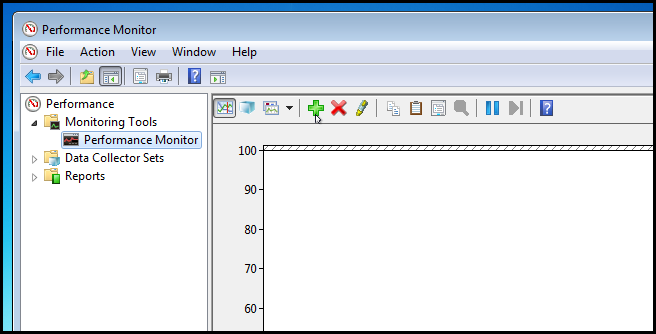 Performance Monitor
File Action View Window Help
Performance
Monitoring Tools
Performance Monitor
Data Collector Sets
Reports
100
90
80
70
60